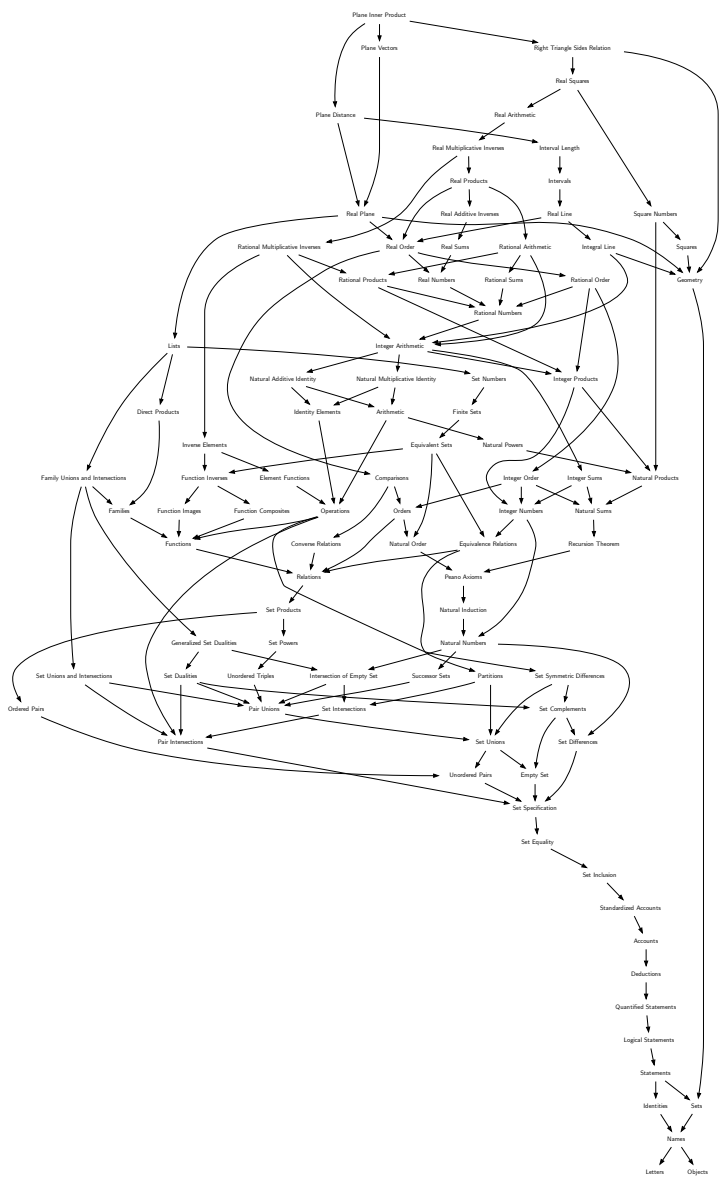 Plane Inner Product
Plane Vectors
Right Triangle Sides Relation
Real Squares
Plane Distance
Real Arithmetic
Real Multiplicative Inverses
Interval Length
Real Products
Intervals
Real Plane
Real Additive Inverses
Real Line
Square Numbers
Rational Multiplicative Inverses
Real Order
Real Sums
Rational Arithmetic
Integral Line
Squares
Rational Products
Real Numbers
Rational Sums
Rational Order
Geometry
Rational Numbers
Lists
Integer Arithmetic
Natural Additive Identity
Natural Multiplicative Identity
Set Numbers
Integer Products
Direct Products
Identity Elements
Arithmetic
Finite Sets
Inverse Elements
Equivalent Sets
Natural Powers
Family Unions and Intersections
Function Inverses
Element Functions
Comparisons
Integer Order
Integer Sums
Natural Products
Families
Function Images
Function Composites
Operations
Orders
Integer Numbers
Natural Sums
Functions
Converse Relations
Natural Order
Equivalence Relations
Recursion Theorem
Relations
Peano Axioms
Set Products
Natural Induction
Generalized Set Dualities
Set Powers
Natural Numbers
Set Unions and Intersections
Set Dualities
Unordered Triples
Intersection of Empty Set
Successor Sets
Partitions
Set Symmetric Differences
Ordered Pairs
Pair Unions
Set Intersections
Set Complements
Pair Intersections
Set Unions
Set Differences
Unordered Pairs
Empty Set
Set Specification
Set Equality
Set Inclusion
Standardized Accounts
Accounts
Deductions
Quantified Statements
Logical Statements
Statements
Identities
Sets
Names
Letters
Objects